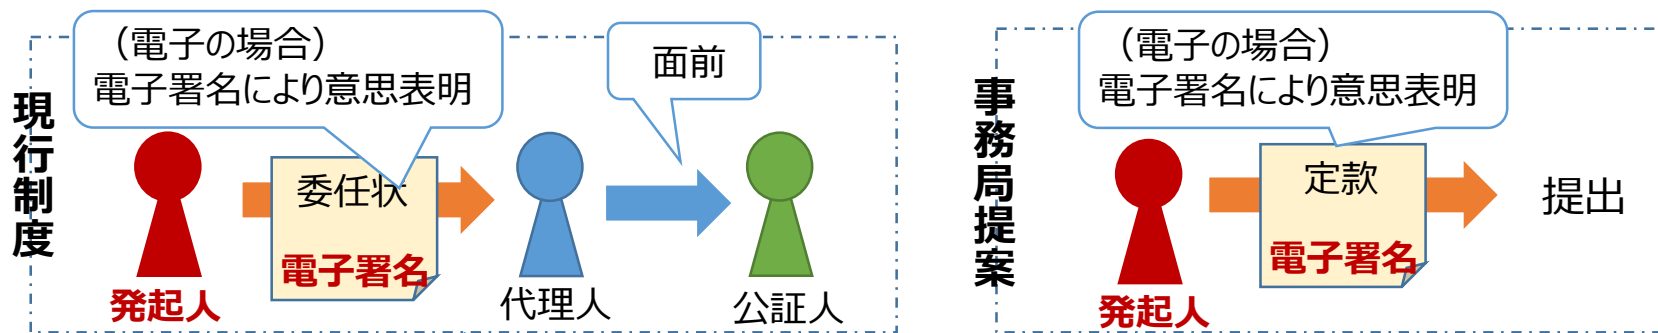 現行制度
（電子の場合）
電子署名により意思表明
面前
委任状
電子署名
発起人
代理人
公証人
事務局提案
（電子の場合）
電子署名により意思表明
定款
電子署名
発起人
提出